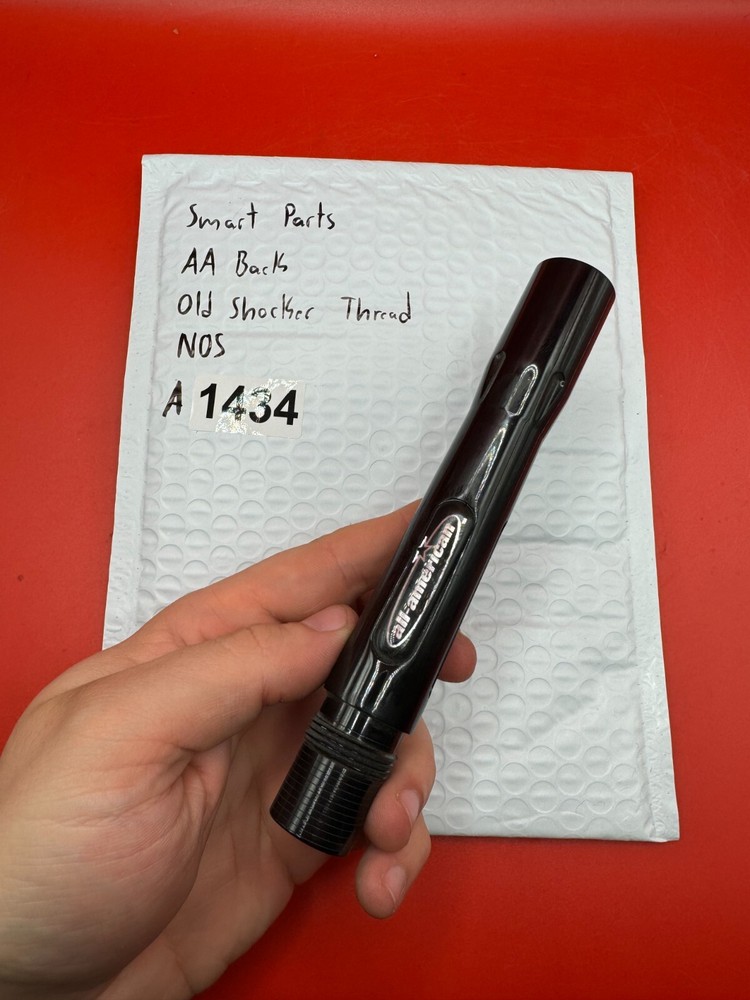 Smart Parts
AA Back
Old Shocker Thread
NOS
A 1434
all-american